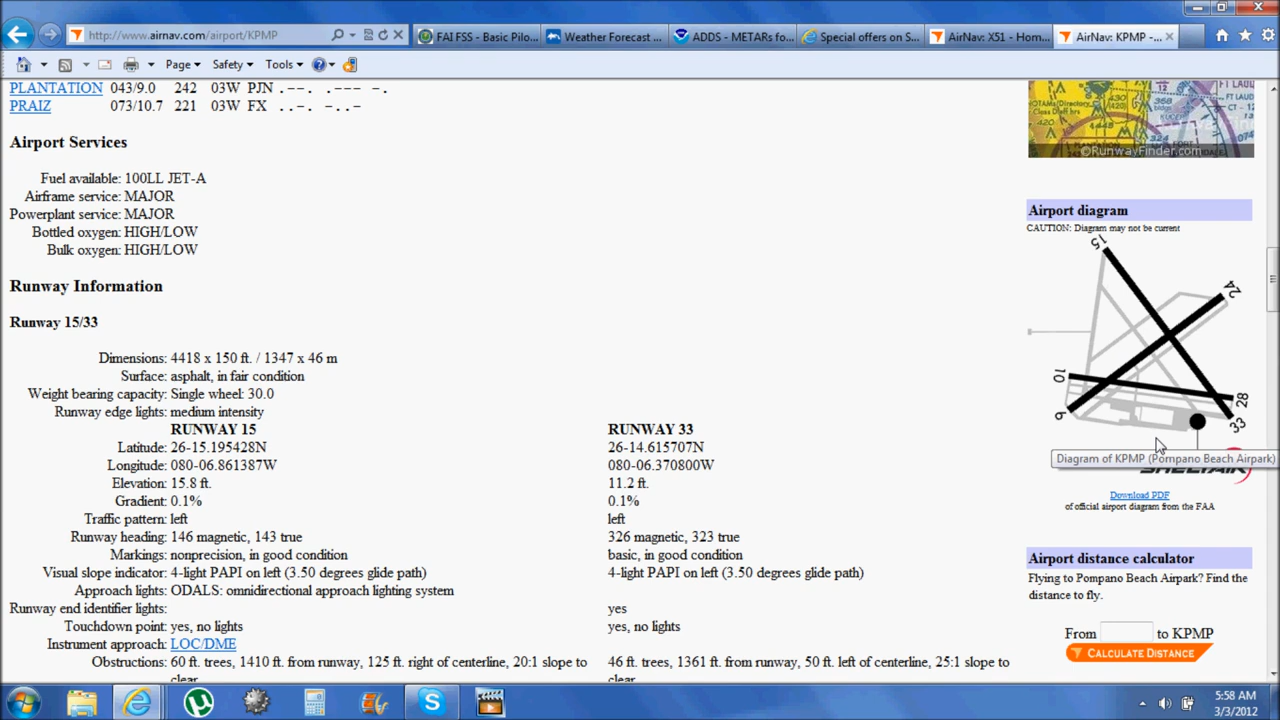 http://www.airnav.com/airport/KPMP
FAI FSS - Basic Pilo...
Weather Forecast ...
ADDS - METARs fo...
Special offers on S...
AirNav: X51 - Hom...
AirNav: KPMP -...
Page
Safety
Tools
PLANTATION 043/9.0 242 03W PJN .--. .--- -.
PRAIZ 073/10.7 221 03W FX ..-. -..-
Airport Services
Fuel available: 100LL JET-A
Airframe service: MAJOR
Powerplant service: MAJOR
Bottled oxygen: HIGH/LOW
Bulk oxygen: HIGH/LOW
Runway Information
Runway 15/33
Dimensions: 4418 x 150 ft. / 1347 x 46 m
Surface: asphalt, in fair condition
Weight bearing capacity: Single wheel: 30.0
Runway edge lights: medium intensity
RUNWAY 15 RUNWAY 33
Latitude: 26-15.195428N 26-14.615707N
Longitude: 080-06.861387W 080-06.370800W
Elevation: 15.8 ft. 11.2 ft.
Gradient: 0.1% 0.1%
Traffic pattern: left left
Runway heading: 146 magnetic, 143 true 326 magnetic, 323 true
Markings: nonprecision, in good condition basic, in good condition
Visual slope indicator: 4-light PAPI on left (3.50 degrees glide path) 4-light PAPI on left (3.50 degrees glide path)
Approach lights: ODALS: omnidirectional approach lighting system
Runway end identifier lights: yes
Touchdown point: yes, no lights yes, no lights
Instrument approach: LOC/DME
Obstructions: 60 ft. trees, 1410 ft. from runway, 125 ft. right of centerline, 20:1 slope to 46 ft. trees, 1361 ft. from runway, 50 ft. left of centerline, 25:1 slope to
clear clear
©RunwayFinder.com
Airport diagram
CAUTION: Diagram may not be current
15
24
10
28
6
33
Diagram of KPMP (Pompano Beach Airpark)
Download PDF
of official airport diagram from the FAA
Airport distance calculator
Flying to Pompano Beach Airpark? Find the
distance to fly.
From to KPMP
CALCULATE DISTANCE
5:58 AM
3/3/2012